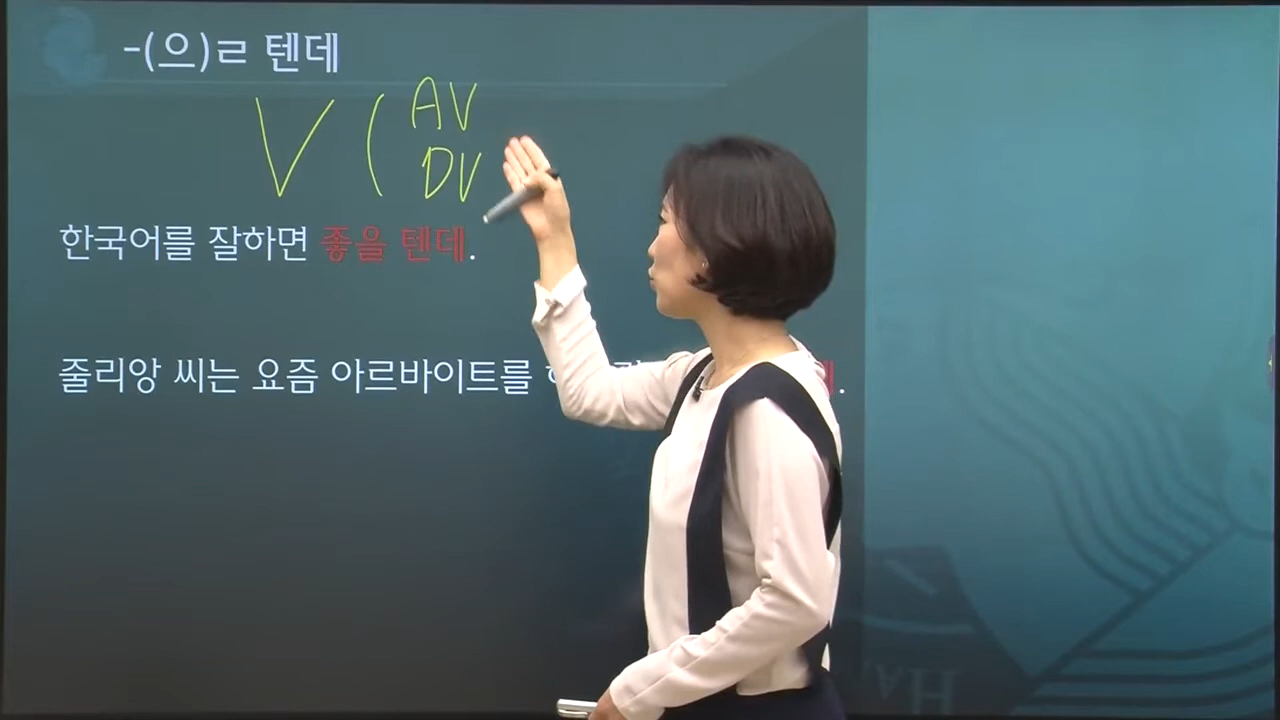 -(으)ㄹ 텐데
V ( AV
DV
한국어를 잘하면 좋을 텐데.
줄리앙 씨는 요즘 아르바이트를